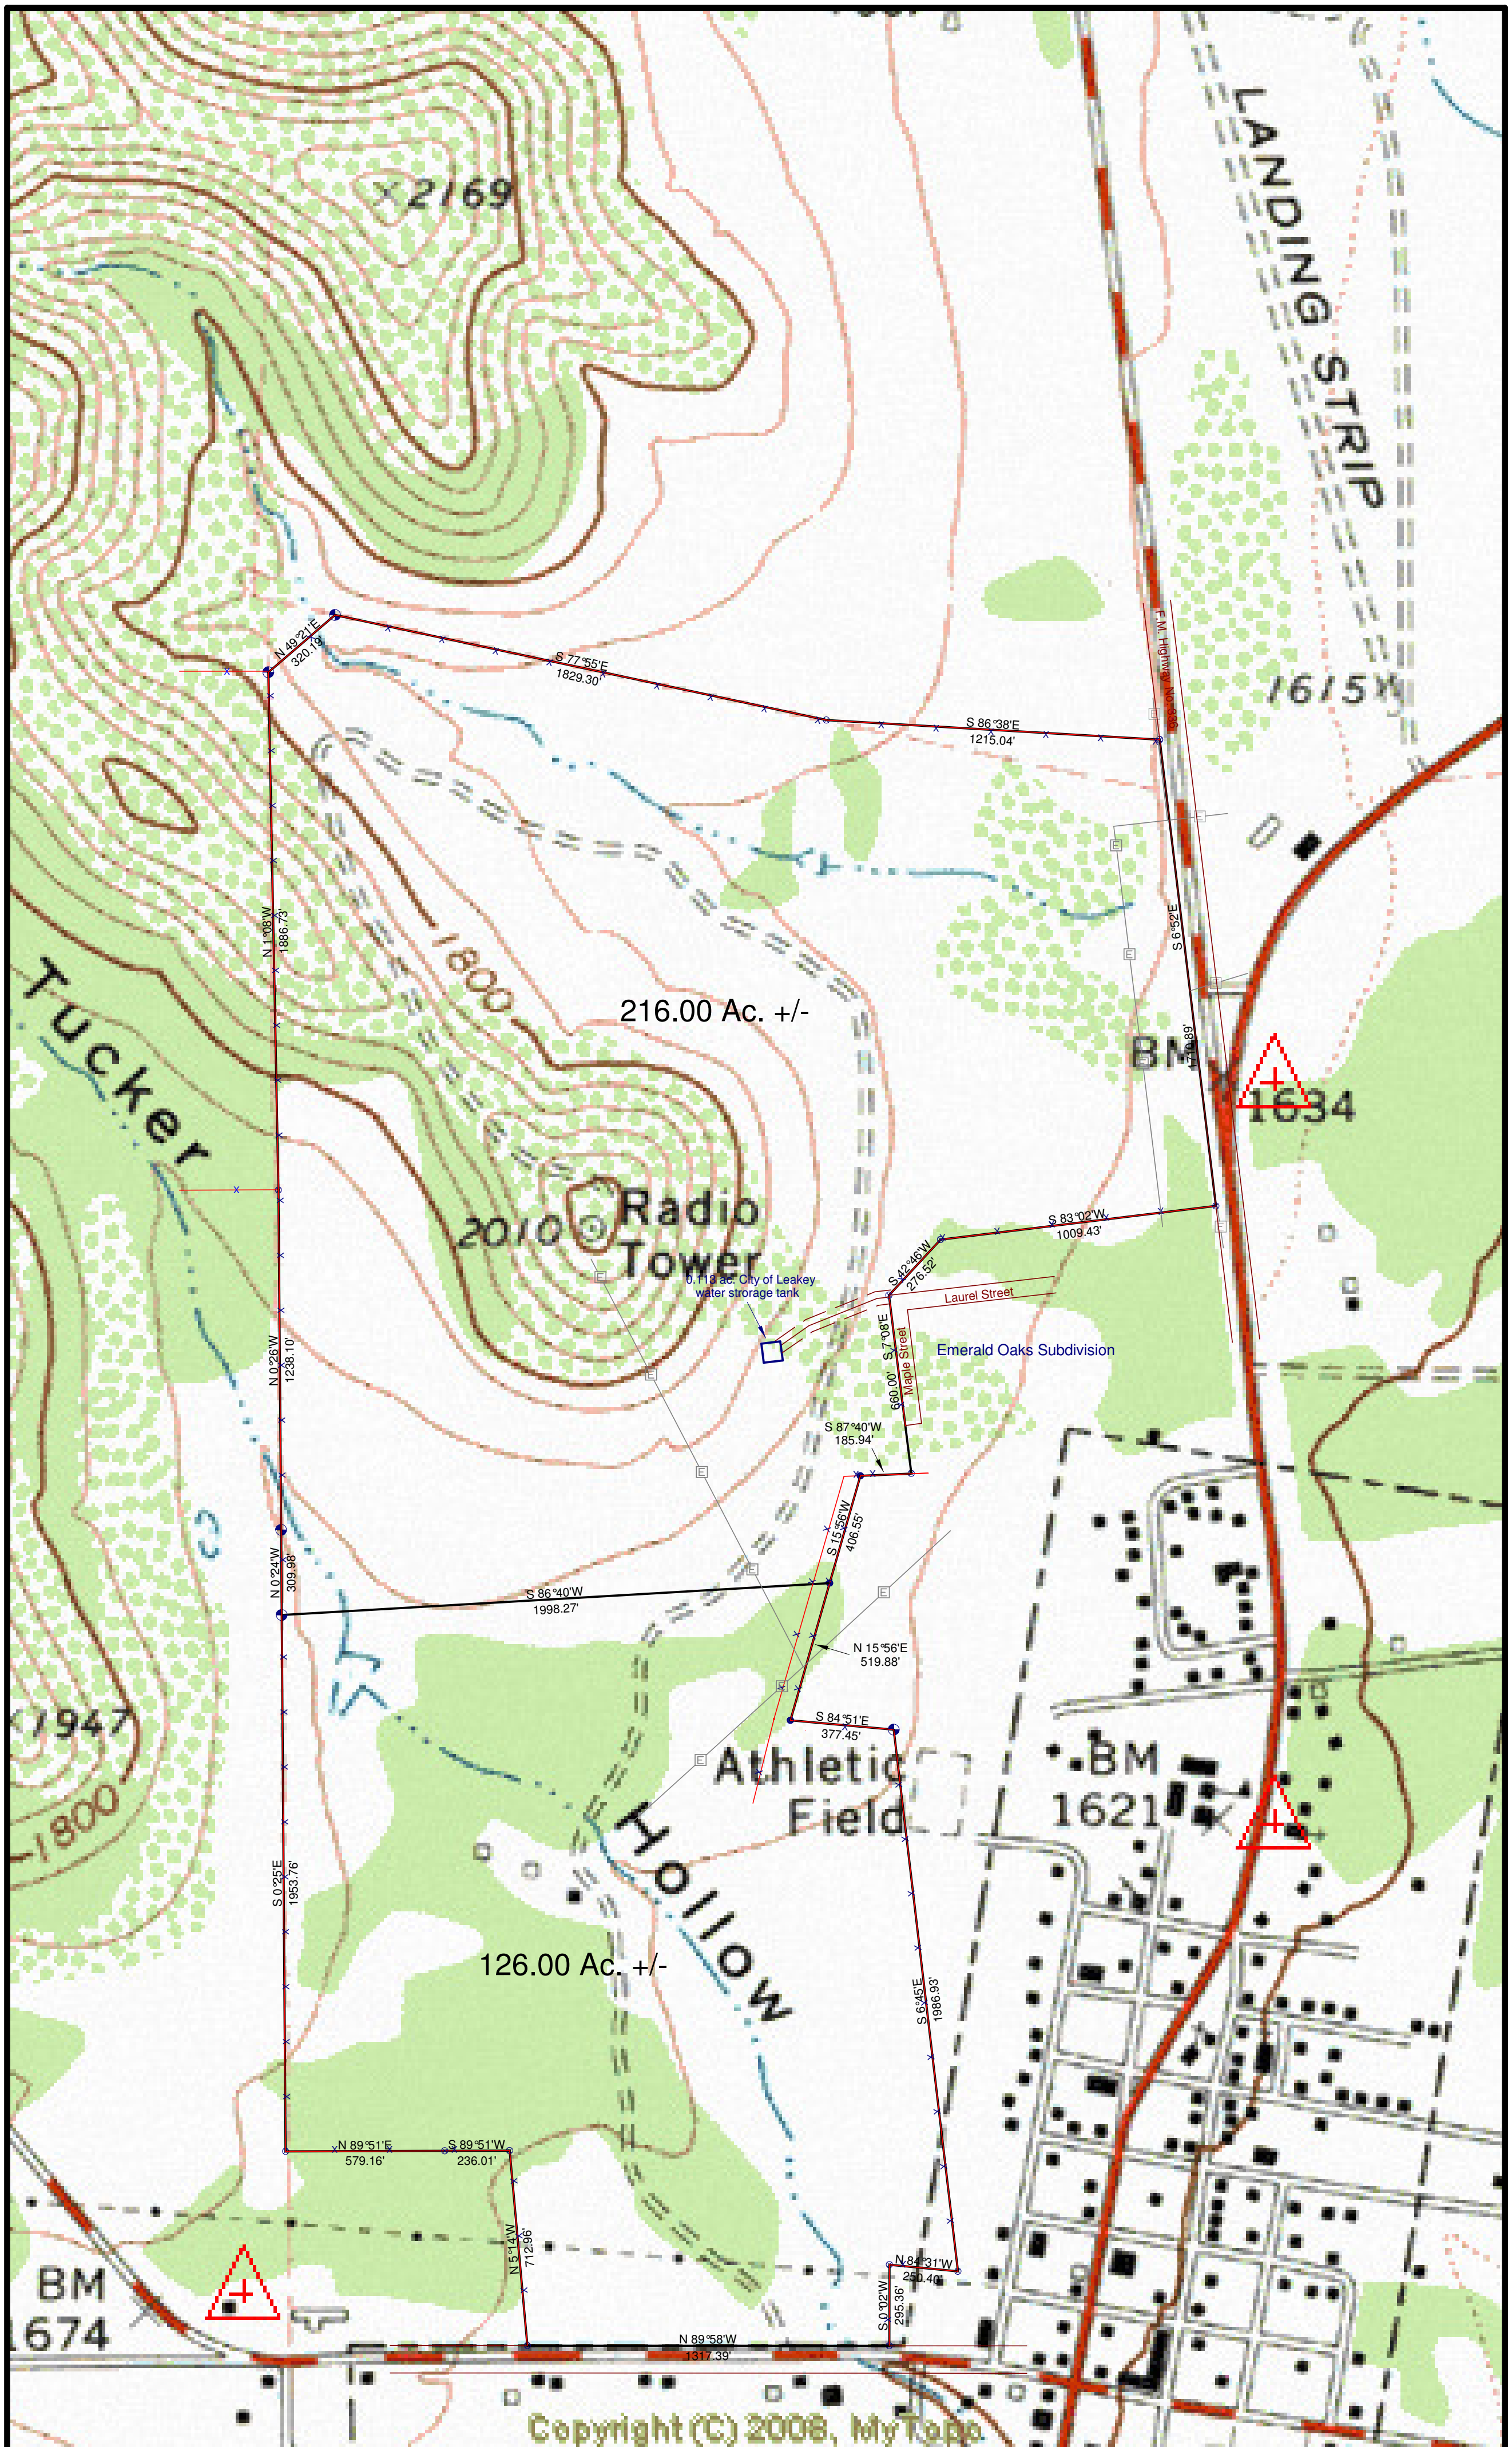 LANDING STRIP
2169
N 49°21'E
320.19'
S 77°55'E
1829.30'
S 86°38'E
1215.04'
F.M. Highway No. 336
1615
N 1°08'W
1886.73'
1800
S 6°52'E
1710.89'
216.00 Ac. +/-
Tucker
BM
1634
Radio
Tower
2010
0.113 ac. City of Leakey
water strorage tank
S 83°02'W
1009.43'
S 42°46'W
276.52'
Laurel Street
Maple Street
S 7°08'E
660.00'
Emerald Oaks Subdivision
N 0°26'W
1238.10'
S 87°40'W
185.94'
S 15°56'W
406.55'
N 0°24'W
309.98'
S 86°40'W
1998.27'
N 15°56'E
519.88'
S 84°51'E
377.45'
1947
Athletic
Field
BM
1621
1800
Hollow
S 0°25'E
1953.76'
126.00 Ac. +/-
S 6°45'E
1986.93'
N 89°51'E
579.16'
S 89°51'W
236.01'
N 5°14'W
712.96'
N 84°31'W
250.40'
S 0°02'W
295.36'
BM
1674
N 89°58'W
1317.39'
Copyright (C) 2008, MyTopo